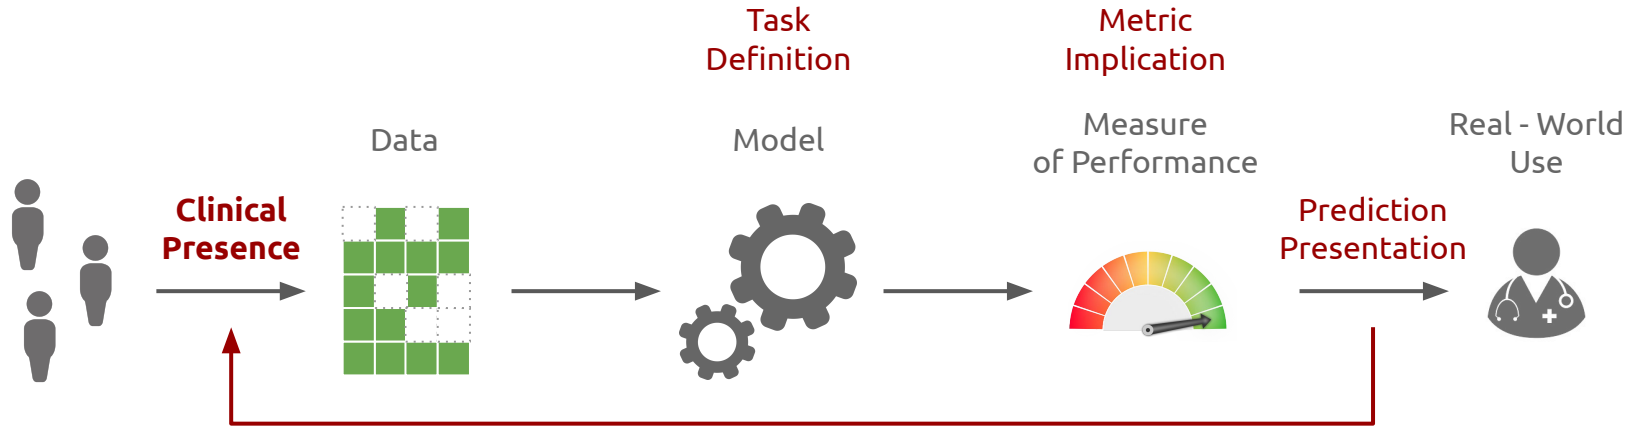 Task
Definition
Metric
Implication
Data
Model
Measure
of Performance
Real - World
Use
Clinical
Presence
Prediction
Presentation